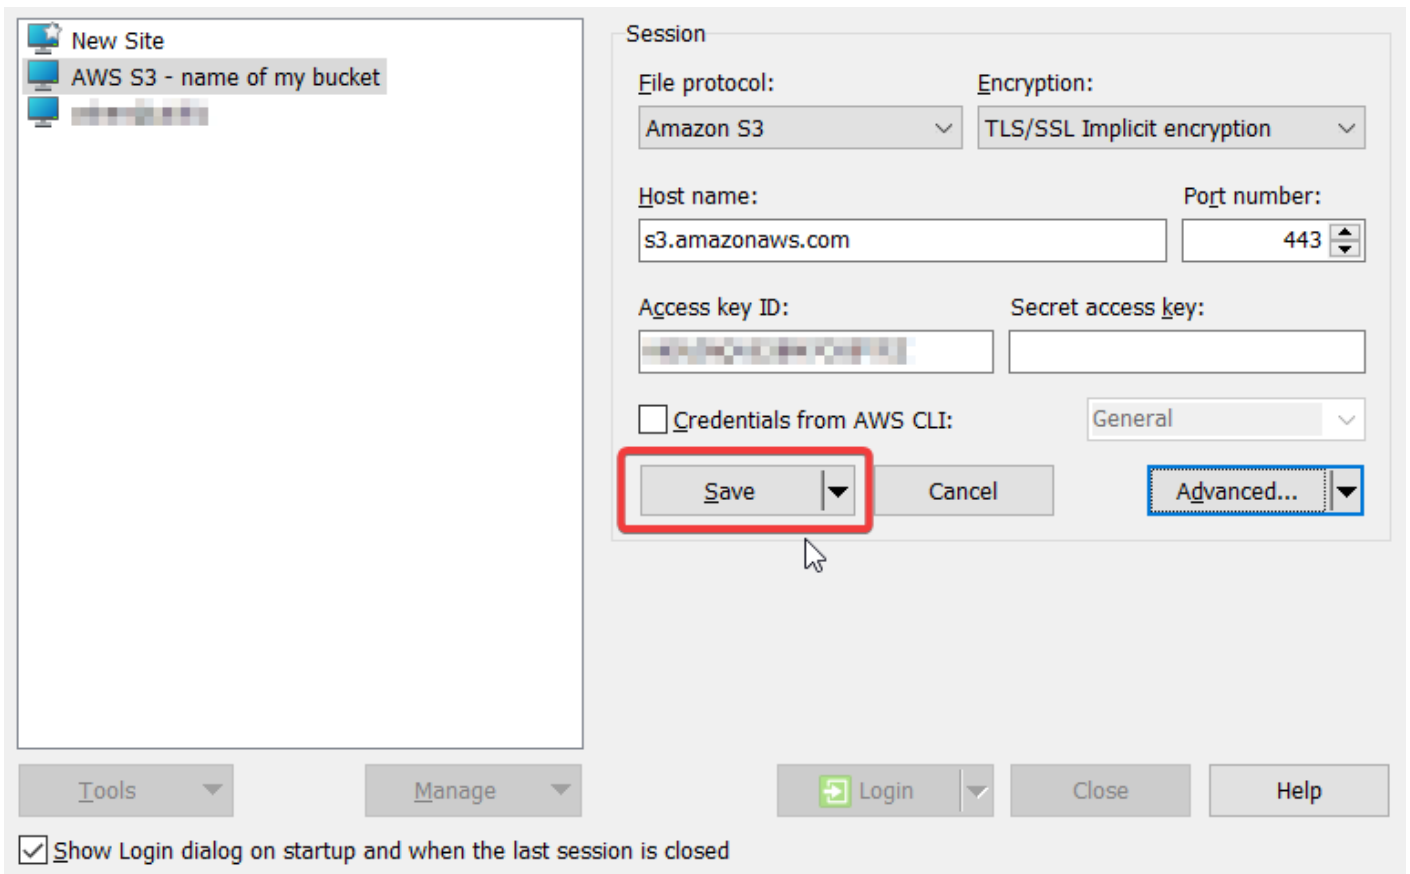 New Site
AWS S3 - name of my bucket
Session
File protocol: Encryption:
Amazon S3 TLS/SSL Implicit encryption
Host name: Port number:
s3.amazonaws.com 443
Access key ID: Secret access key:
Credentials from AWS CLI: General
Save Cancel Advanced...
Tools Manage Login Close Help
Show Login dialog on startup and when the last session is closed